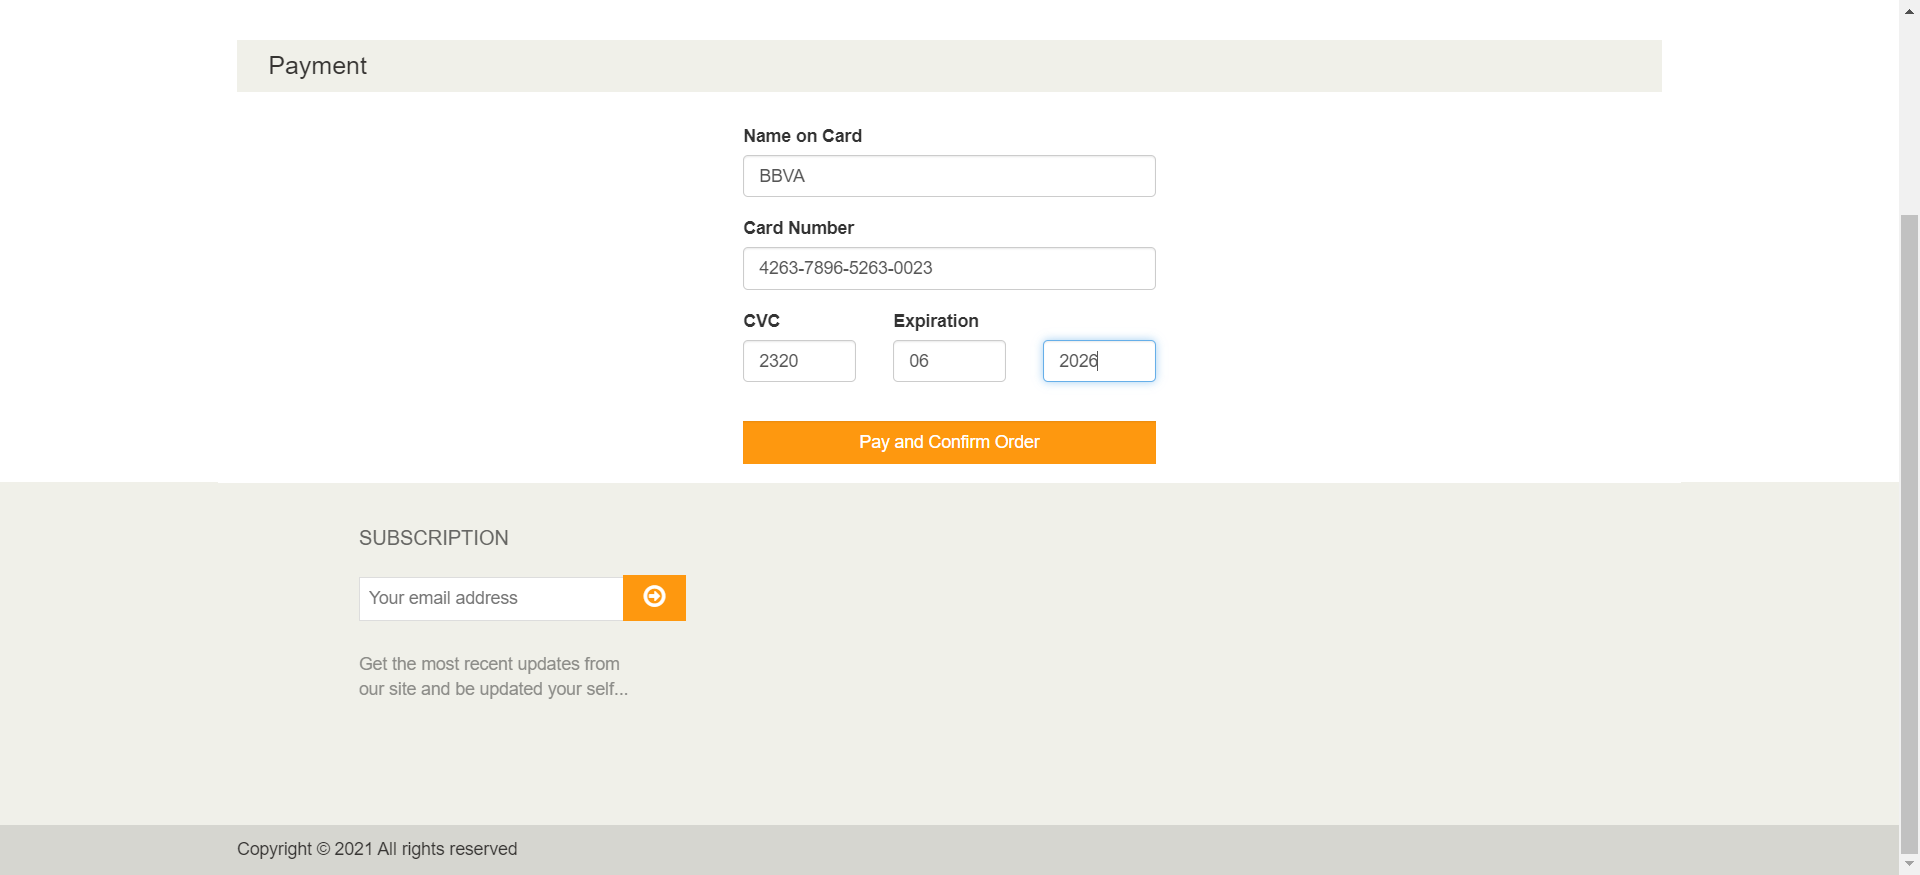 Payment
Name on Card
BBVA
Card Number
4263-7896-5263-0023
CVC Expiration
2320 06 2026
Pay and Confirm Order
SUBSCRIPTION
Your email address
Get the most recent updates from
our site and be updated your self...
Copyright © 2021 All rights reserved